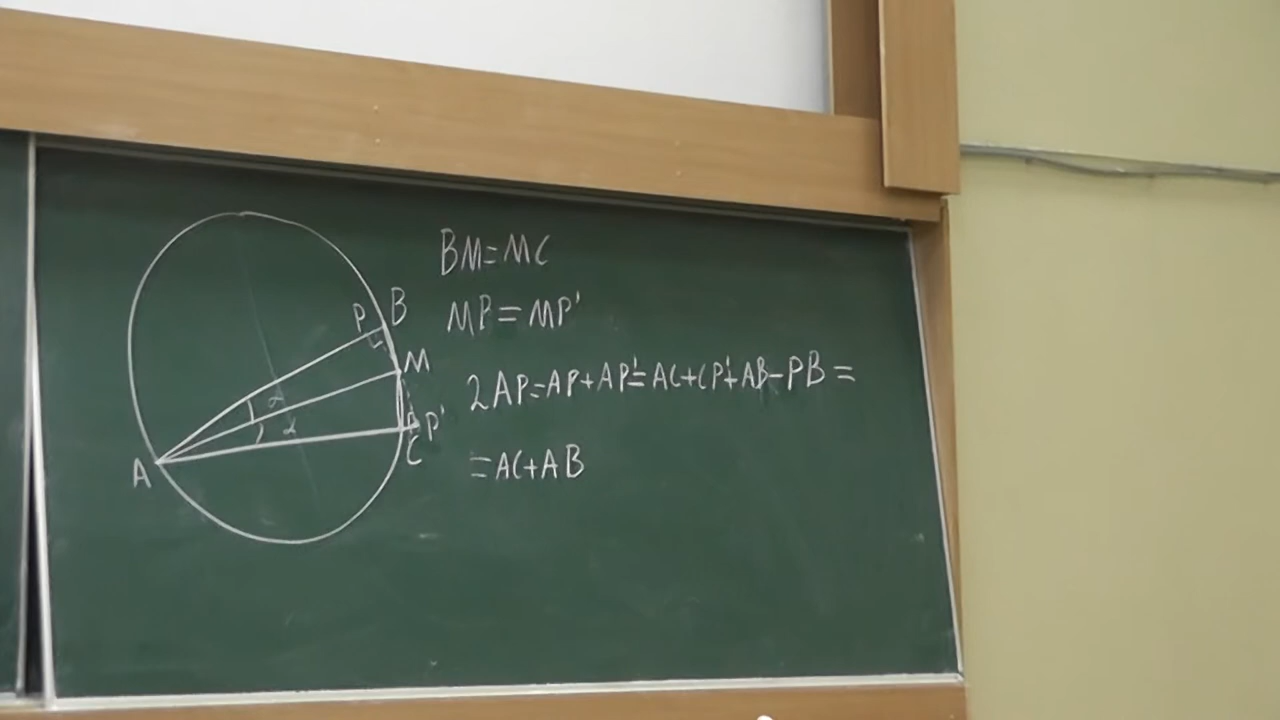 BM=MC
MP=MP'
2AP=AP+AP'=AC+CP'+AB-PB=
=AC+AB
P B
M
α
α
P'
C
A